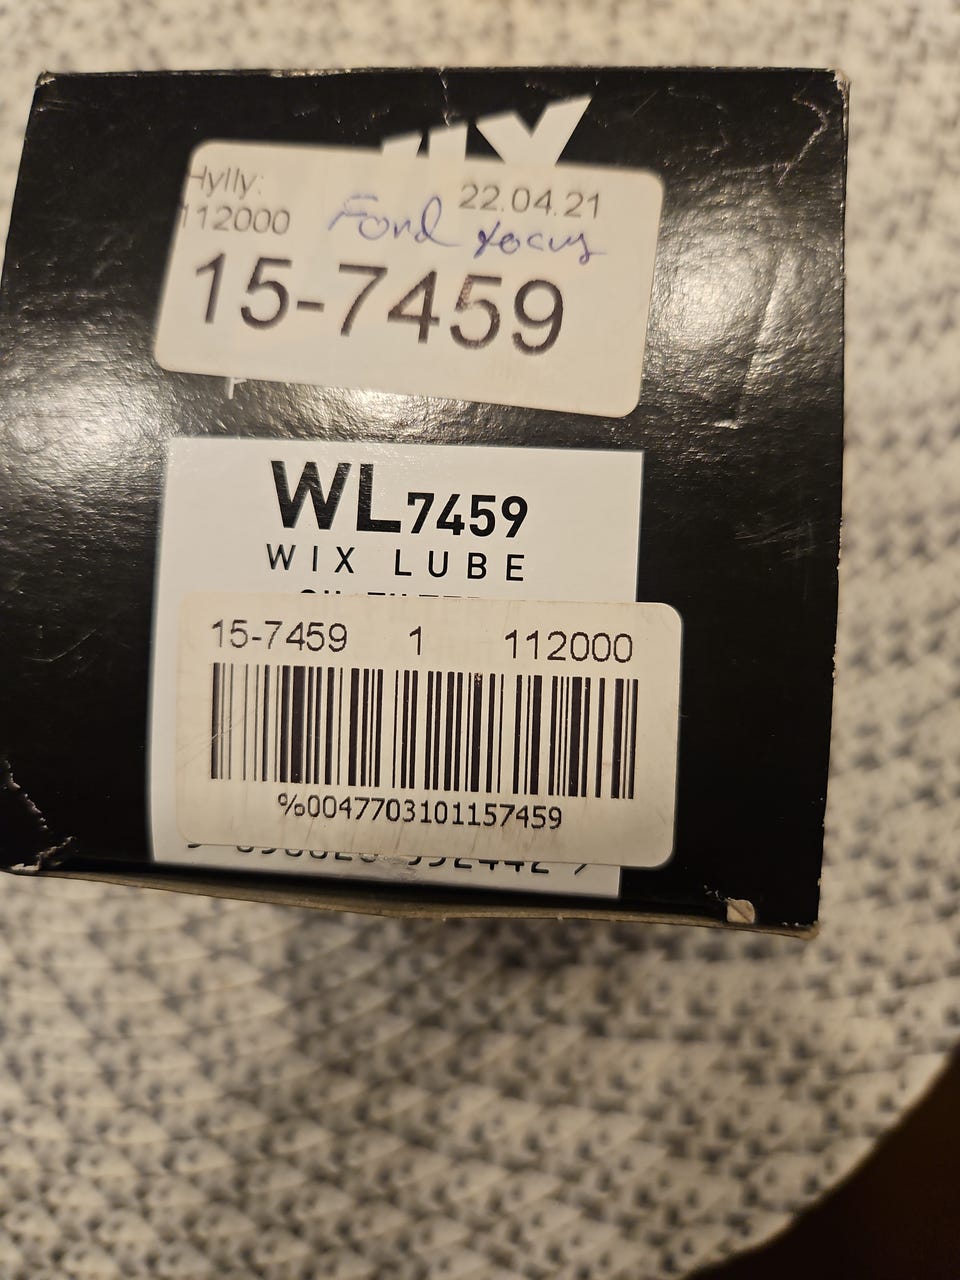 Hylly:
22.04.21
112000
Ford focus
15-7459
WL7459
WIX LUBE
15-7459 1 112000
%0047703101157459